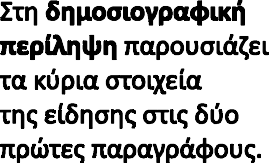 Στη δημοσιογραφική
περίληψη παρουσιάζει
τα κύρια στοιχεία
της είδησης στις δύο
πρώτες παραγράφους.